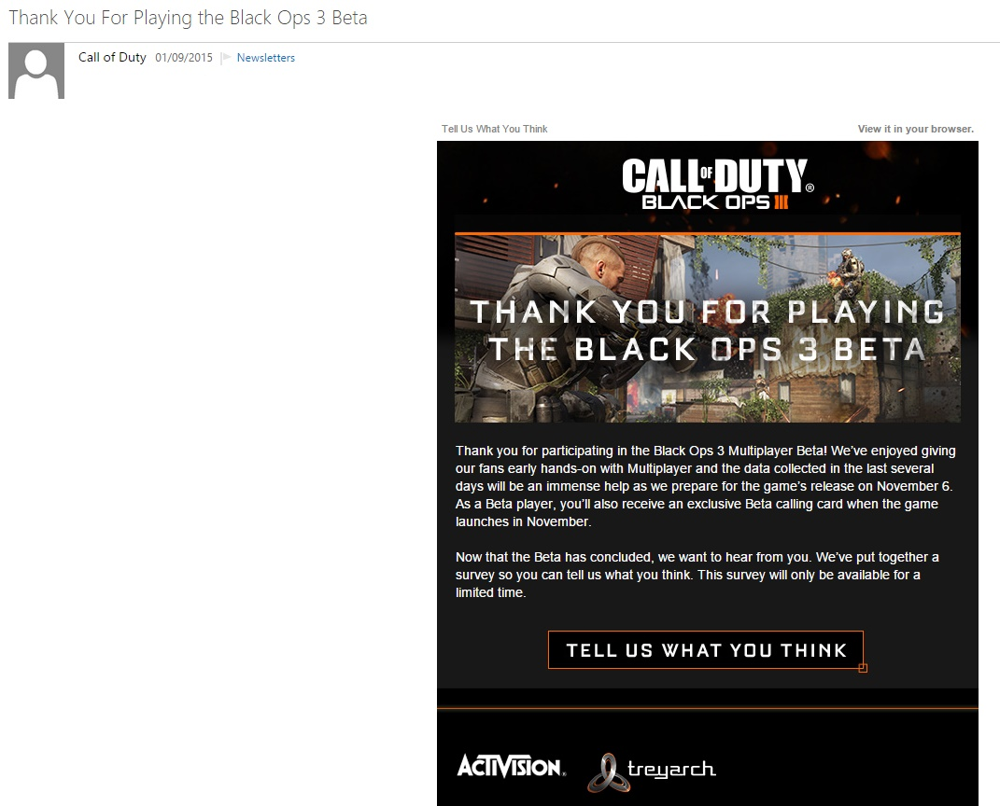 Thank You For Playing the Black Ops 3 Beta
Call of Duty 01/09/2015 Newsletters
Tell Us What You Think View it in your browser.
CALL OF DUTY®
BLACK OPS III
THANK YOU FOR PLAYING
THE BLACK OPS 3 BETA
Thank you for participating in the Black Ops 3 Multiplayer Beta! We've enjoyed giving
our fans early hands-on with Multiplayer and the data collected in the last several
days will be an immense help as we prepare for the game's release on November 6.
As a Beta player, you'll also receive an exclusive Beta calling card when the game
launches in November.
Now that the Beta has concluded, we want to hear from you. We've put together a
survey so you can tell us what you think. This survey will only be available for a
limited time.
TELL US WHAT YOU THINK
ACTIVISION® treyarch